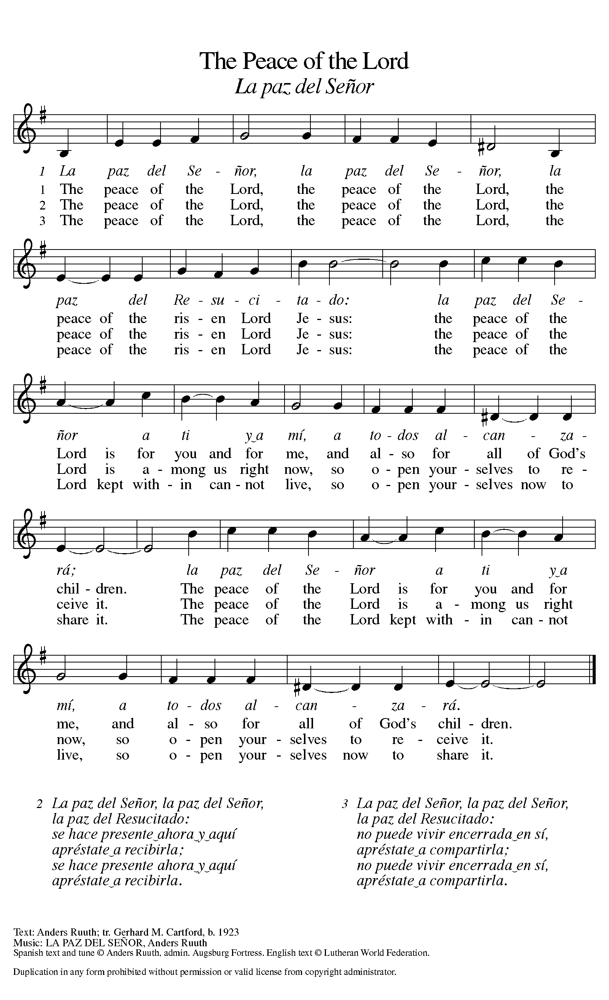 The Peace of the Lord
La paz del Señor
1 La paz del Se - ñor, la paz del Se - ñor, la
1 The peace of the Lord, the peace of the Lord, the
2 The peace of the Lord, the peace of the Lord, the
3 The peace of the Lord, the peace of the Lord, the
paz del Re - su - ci - ta - do: la paz del Se -
peace of the ris - en Lord Je - sus: the peace of the
peace of the ris - en Lord Je - sus: the peace of the
peace of the ris - en Lord Je - sus: the peace of the
ñor a ti y‿a mí, a to - dos al - can - za -
Lord is for you and for me, and al - so for all of God's
Lord is a - mong us right now, so o - pen your - selves to re -
Lord kept with - in can - not live, so o - pen your - selves now to
rá; la paz del Se - ñor a ti y‿a
chil - dren. The peace of the Lord is for you and for
ceive it. The peace of the Lord is a - mong us right
share it. The peace of the Lord kept with - in can - not
mí, a to - dos al - can - za - rá.
me, and al - so for all of God's chil - dren.
now, so o - pen your - selves to re - ceive it.
live, so o - pen your - selves now to share it.
2 La paz del Señor, la paz del Señor,
la paz del Resucitado:
se hace presente‿ahora‿y‿aquí
apréstate‿a recibirla;
se hace presente ahora‿y‿aquí
apréstate‿a recibirla.
3 La paz del Señor, la paz del Señor,
la paz del Resucitado:
no puede vivir encerrada‿en sí,
apréstate‿a compartirla;
no puede vivir encerrada‿en sí,
apréstate‿a compartirla.
Text: Anders Ruuth; tr. Gerhard M. Cartford, b. 1923
Music: LA PAZ DEL SEÑOR, Anders Ruuth
Spanish text and tune © Anders Ruuth, admin. Augsburg Fortress. English text © Lutheran World Federation.
Duplication in any form prohibited without permission or valid license from copyright administrator.